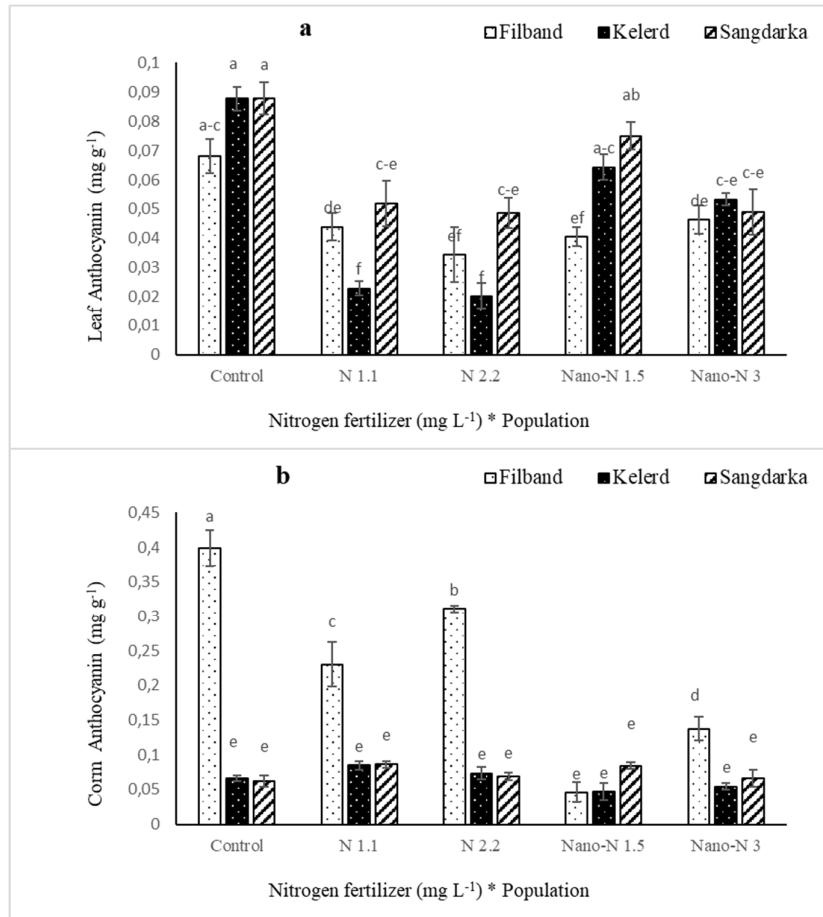 a
Filband Kelerd Sangdarka
Leaf Anthocyanin (mg g-1)
0,1
0,09
0,08
0,07
0,06
0,05
0,04
0,03
0,02
0,01
0
a-c a a
de f c-e
ef f c-e
ef a-c ab
de c-e c-e
Control N 1.1 N 2.2 Nano-N 1.5 Nano-N 3
Nitrogen fertilizer (mg L-1) * Population
b
Filband Kelerd Sangdarka
Corm Anthocyanin (mg g-1)
0,45
0,4
0,35
0,3
0,25
0,2
0,15
0,1
0,05
0
a e e
c e e
b e e
e e e
d e e
Control N 1.1 N 2.2 Nano-N 1.5 Nano-N 3
Nitrogen fertilizer (mg L-1) * Population